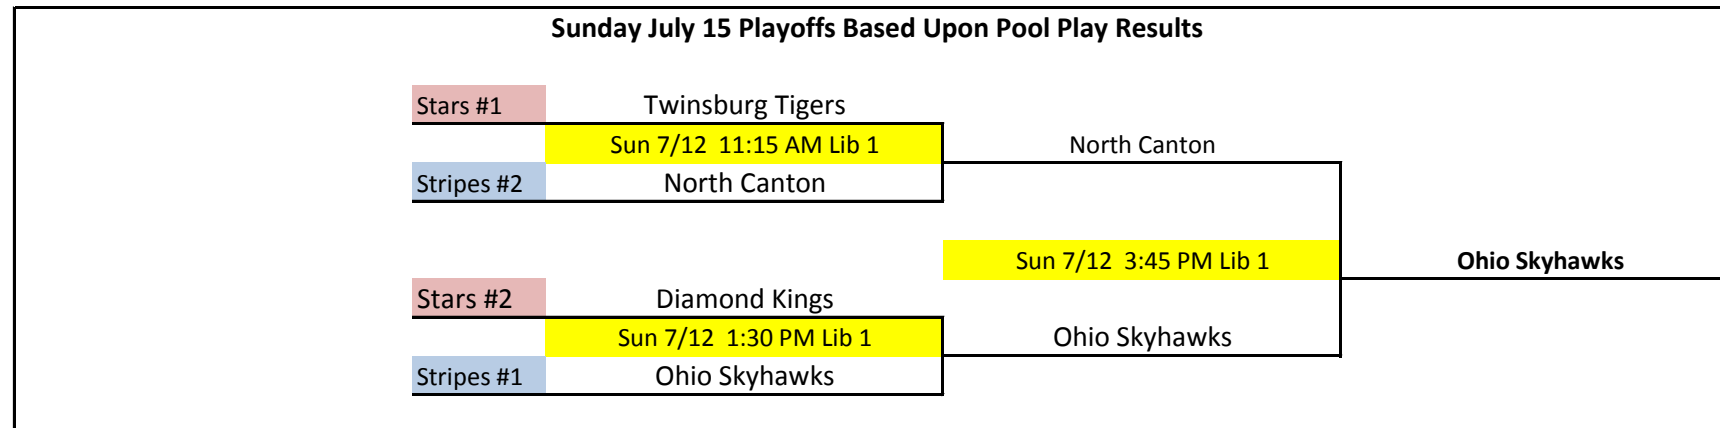 Sunday July 15 Playoffs Based Upon Pool Play Results
Stars #1 Twinsburg Tigers
Sun 7/12 11:15 AM Lib 1 North Canton
Stripes #2 North Canton
Sun 7/12 3:45 PM Lib 1 Ohio Skyhawks
Stars #2 Diamond Kings
Sun 7/12 1:30 PM Lib 1 Ohio Skyhawks
Stripes #1 Ohio Skyhawks